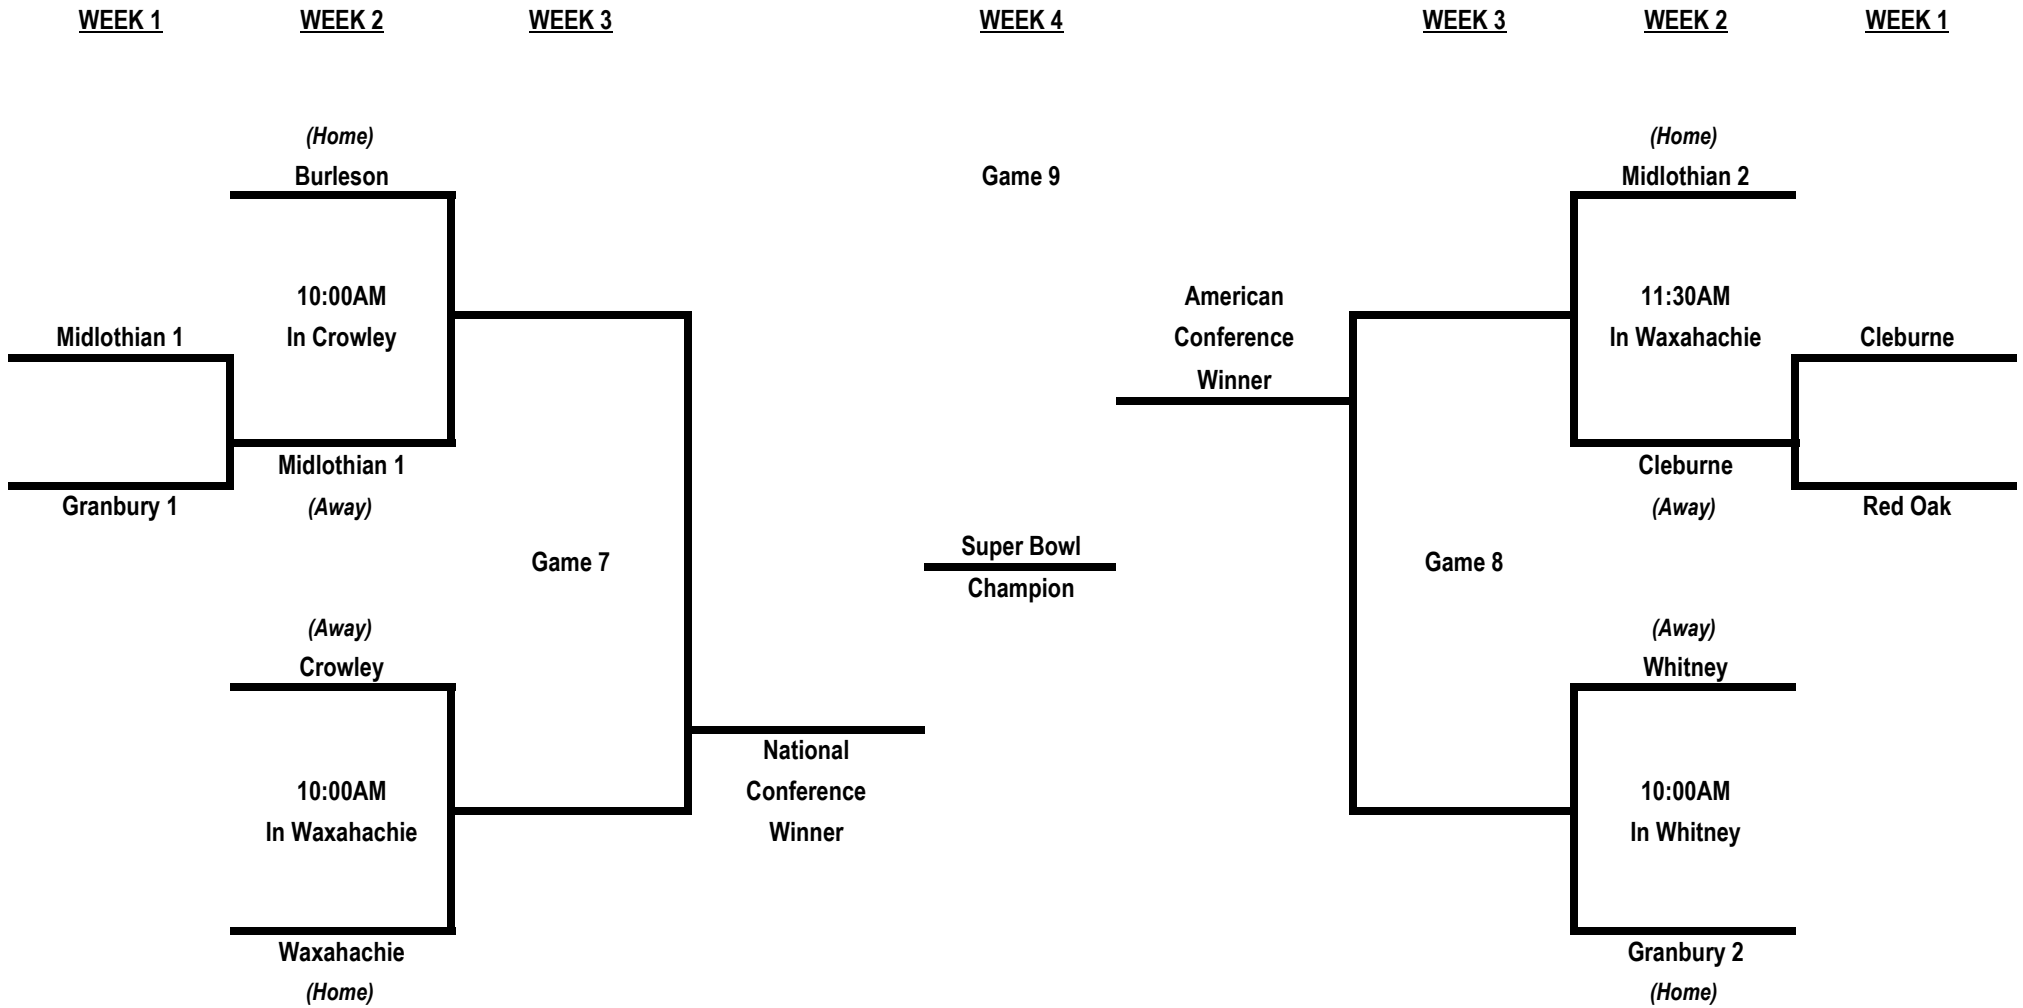 WEEK 1 WEEK 2 WEEK 3 WEEK 4 WEEK 3 WEEK 2 WEEK 1
(Home) (Home)
Burleson Game 9 Midlothian 2
10:00AM American 11:30AM
Midlothian 1 In Crowley Conference In Waxahachie Cleburne
Winner
Midlothian 1 Cleburne
Granbury 1 (Away) (Away) Red Oak
Super Bowl
Game 7 Game 8
Champion
(Away) (Away)
Crowley Whitney
National
10:00AM Conference 10:00AM
In Waxahachie Winner In Whitney
Waxahachie Granbury 2
(Home) (Home)